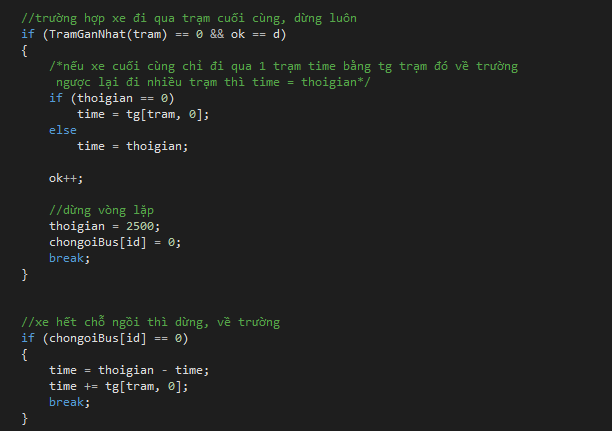 //trường hợp xe đi qua trạm cuối cùng, dừng luôn
if (TramGanNhat(tram) == 0 && ok == d)
{
/*nếu xe cuối cùng chỉ đi qua 1 trạm time bằng tg trạm đó về trường
ngược lại đi nhiều trạm thì time = thoigian*/
if (thoigian == 0)
time = tg[tram, 0];
else
time = thoigian;
ok++;
//dừng vòng lặp
thoigian = 2500;
chongoiBus[id] = 0;
break;
}
//xe hết chỗ ngồi thì dừng, về trường
if (chongoiBus[id] == 0)
{
time = thoigian - time;
time += tg[tram, 0];
break;
}